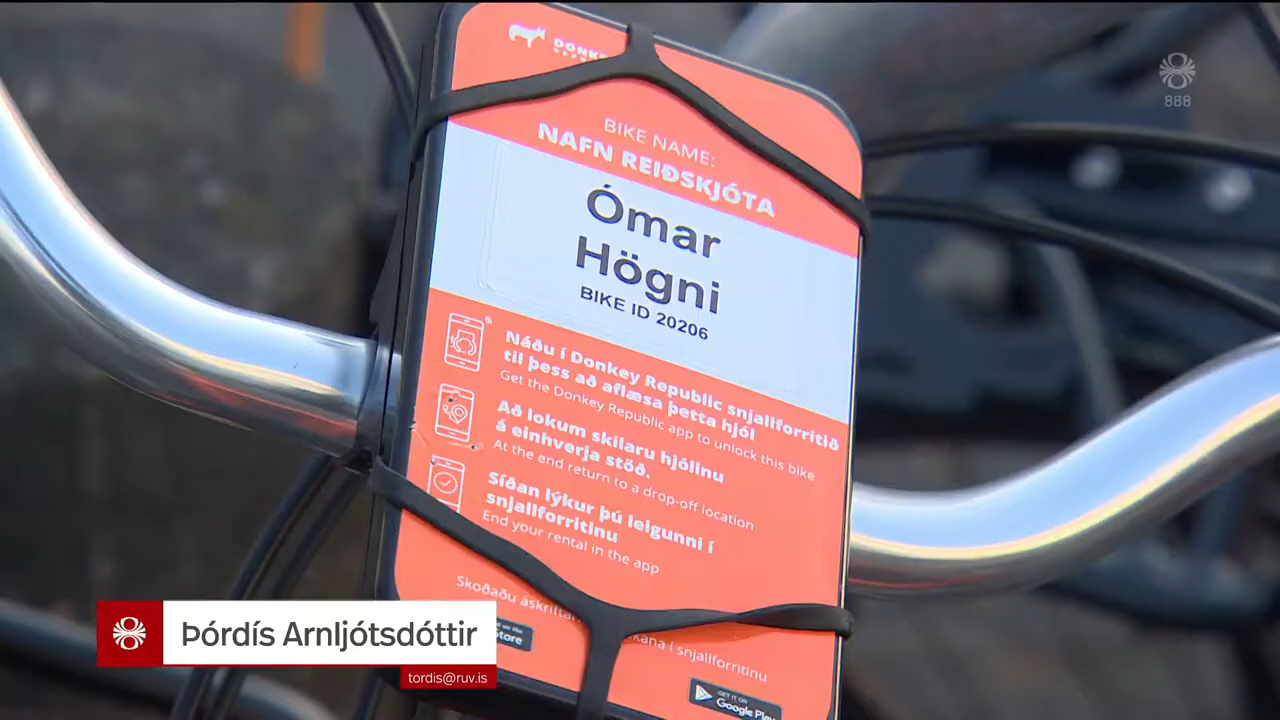 888
BIKE NAME:
NAFN REIÐSKJÓTA
Ómar
Högni
BIKE ID 20206
Náðu í Donkey Republic snjallforritið
til þess að aflæsa þetta hjól
Get the Donkey Republic app to unlock this bike
Að lokum skilaru hjólinu
á einhverja stöð.
At the end return to a drop-off location
Síðan lýkur þú leigunni í
snjallforritinu
End your rental in the app
Skoðaðu
í snjallforritinu
GET IT ON
Google Play
Þórdís Arnljótsdóttir
tordis@ruv.is